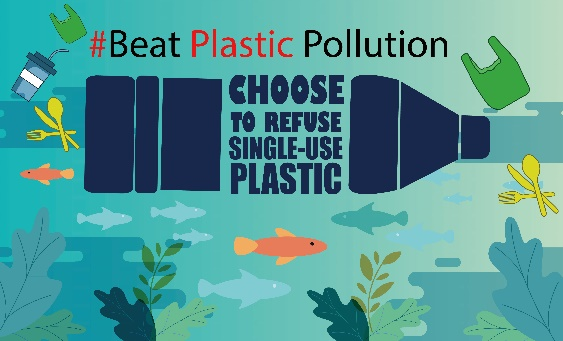 #Beat Plastic Pollution
CHOOSE
TO REFUSE
SINGLE-USE
PLASTIC